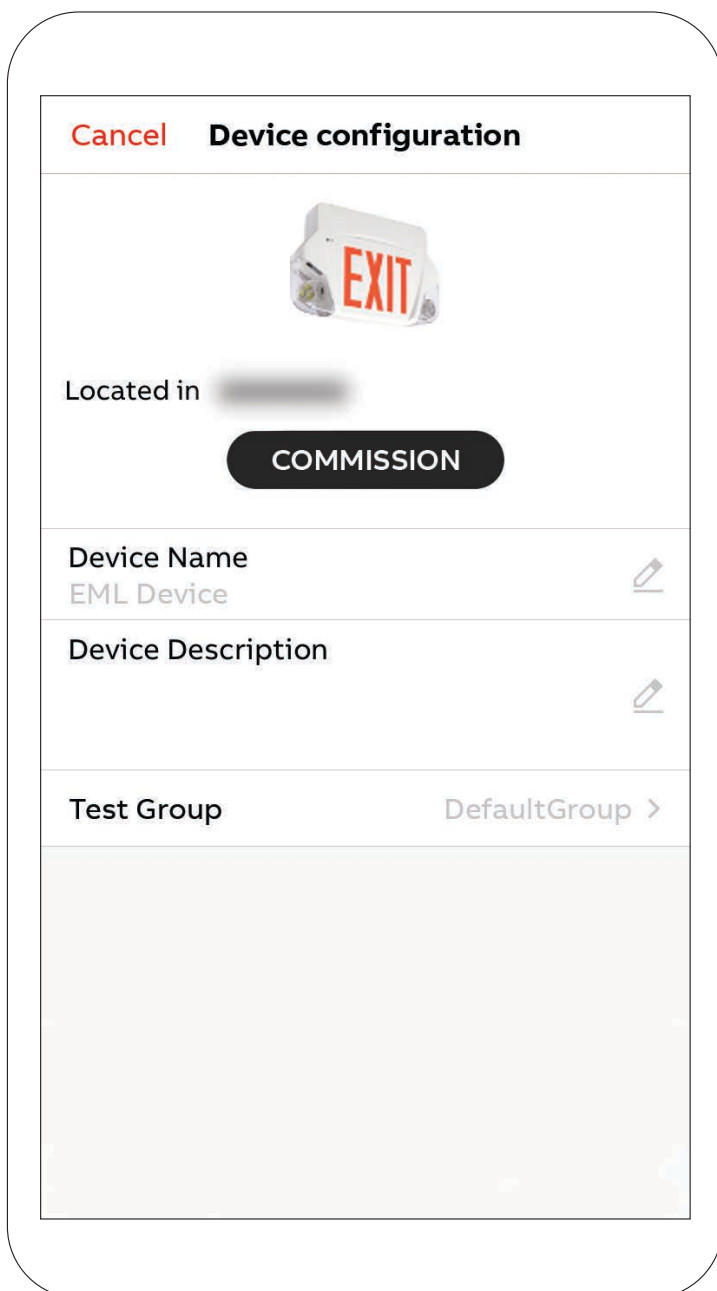 Cancel Device configuration
EXIT
Located in
COMMISSION
Device Name
EML Device
Device Description
Test Group DefaultGroup >